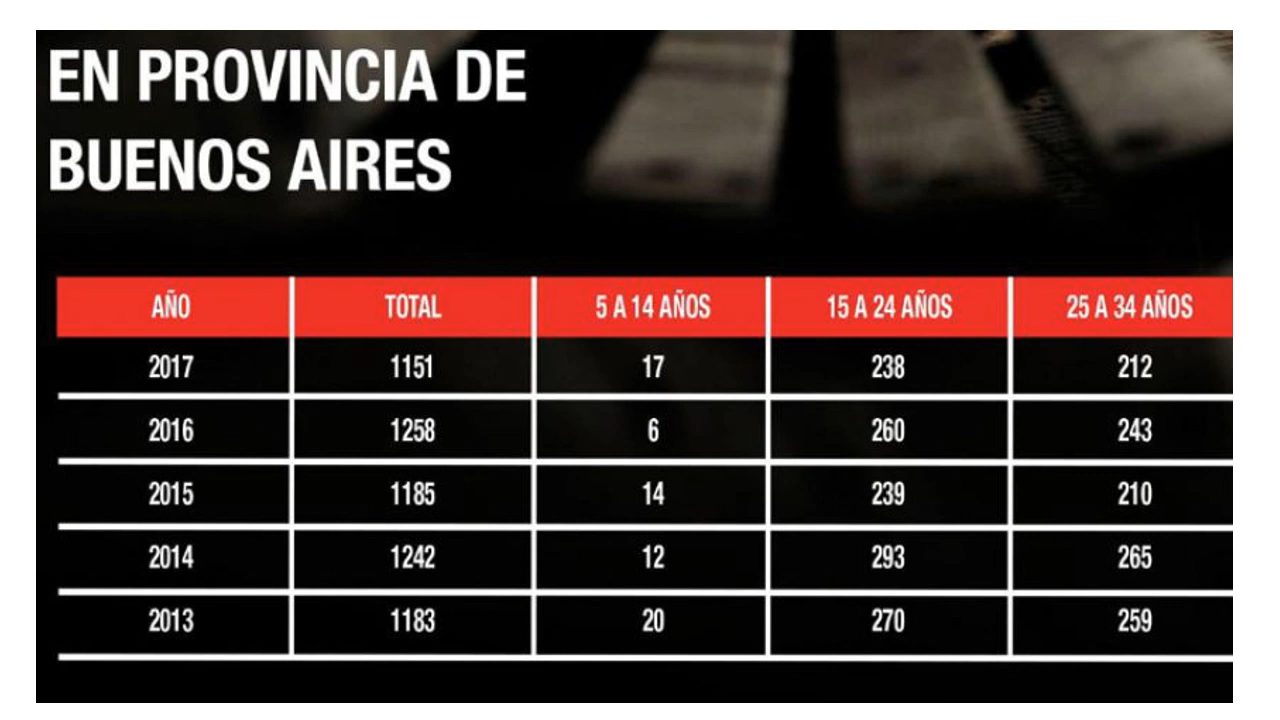 EN PROVINCIA DE
BUENOS AIRES
AÑO TOTAL 5 A 14 AÑOS 15 A 24 AÑOS 25 A 34 AÑOS
2017 1151 17 238 212
2016 1258 6 260 243
2015 1185 14 239 210
2014 1242 12 293 265
2013 1183 20 270 259